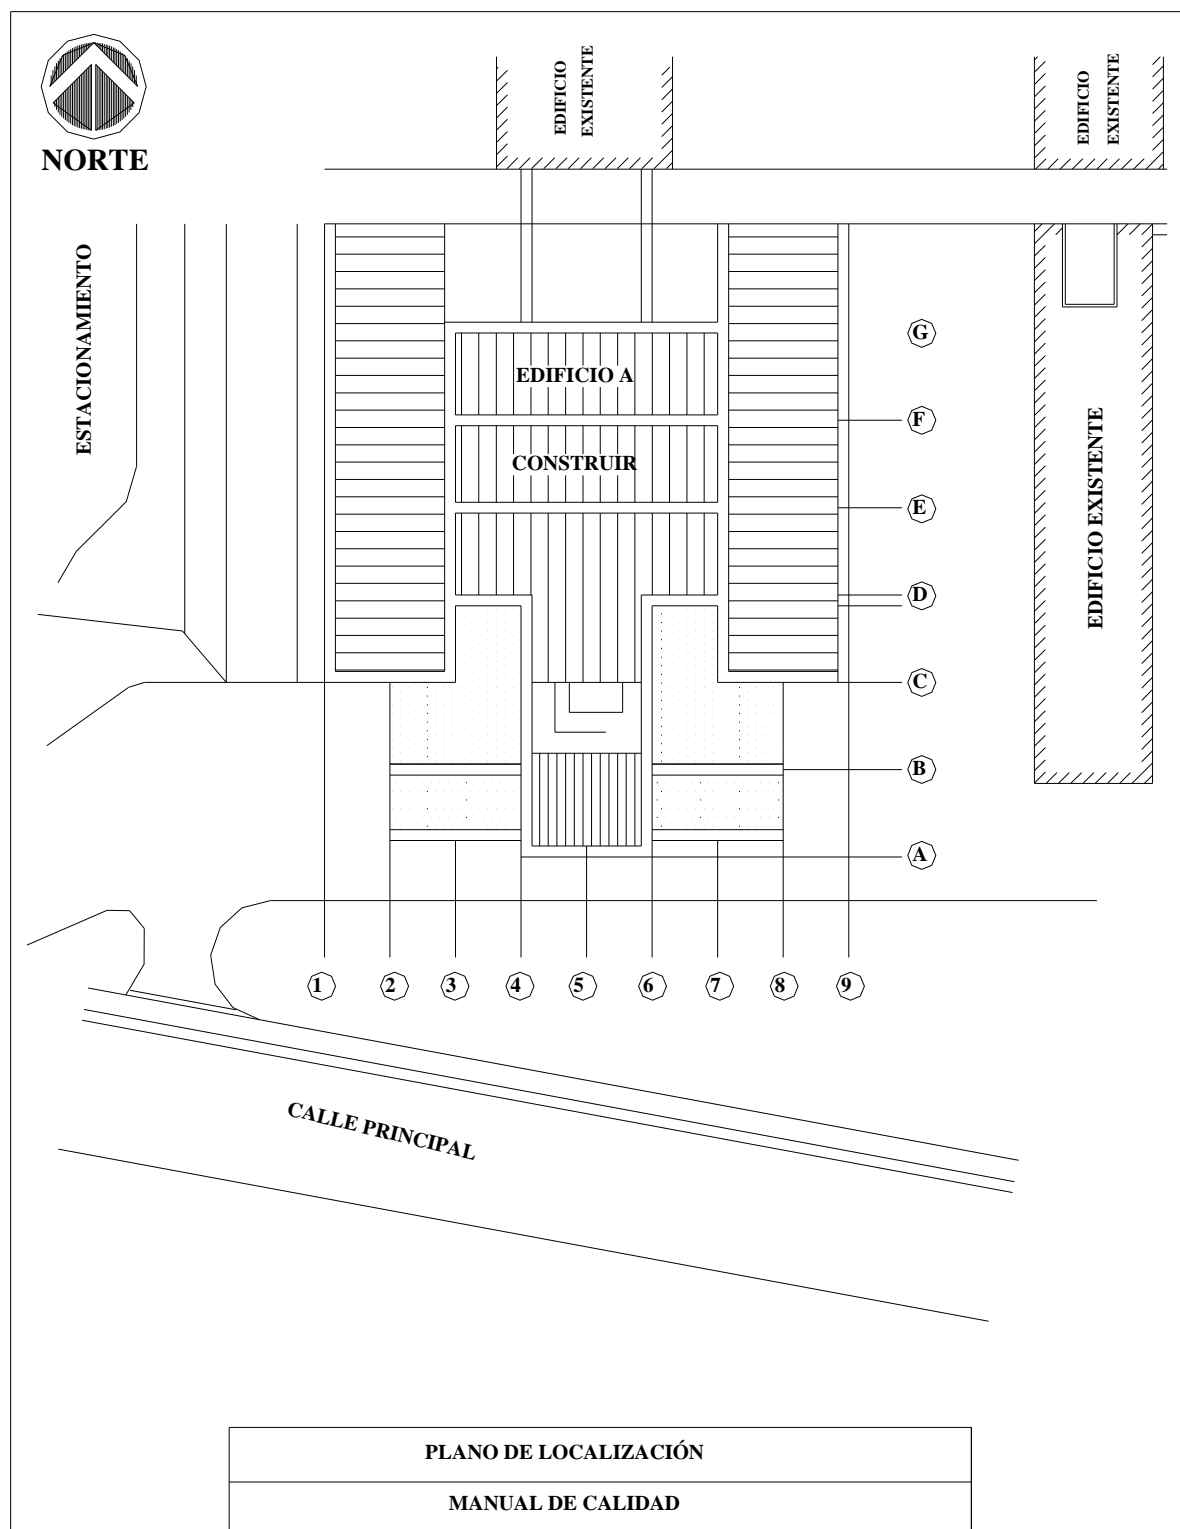 NORTE
EDIFICIO
EXISTENTE
EDIFICIO
EXISTENTE
ESTACIONAMIENTO
EDIFICIO A
CONSTRUIR
EDIFICIO EXISTENTE
G
F
E
D
C
B
A
1 2 3 4 5 6 7 8 9
CALLE PRINCIPAL
PLANO DE LOCALIZACIÓN
MANUAL DE CALIDAD